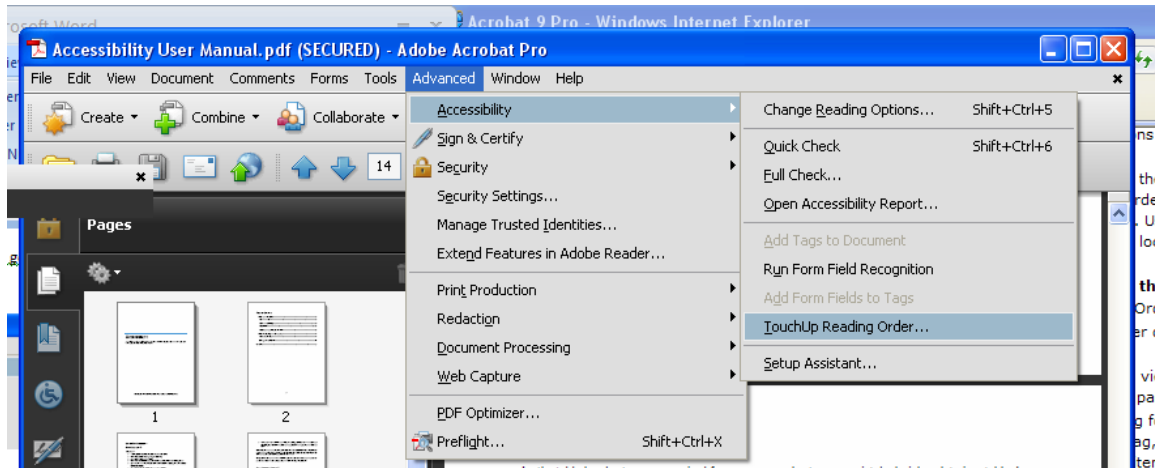 rosoft Word
Acrobat 9 Pro - Windows Internet Explorer
Accessibility User Manual.pdf (SECURED) - Adobe Acrobat Pro
File Edit View Document Comments Forms Tools Advanced Window Help
Create Combine Collaborate
14
Pages
1 2
Accessibility
Sign & Certify
Security
Security Settings...
Manage Trusted Identities...
Extend Features in Adobe Reader...
Print Production
Redaction
Document Processing
Web Capture
PDF Optimizer...
Preflight... Shift+Ctrl+X
Change Reading Options... Shift+Ctrl+5
Quick Check Shift+Ctrl+6
Full Check...
Open Accessibility Report...
Add Tags to Document
Run Form Field Recognition
Add Form Fields to Tags
TouchUp Reading Order...
Setup Assistant...